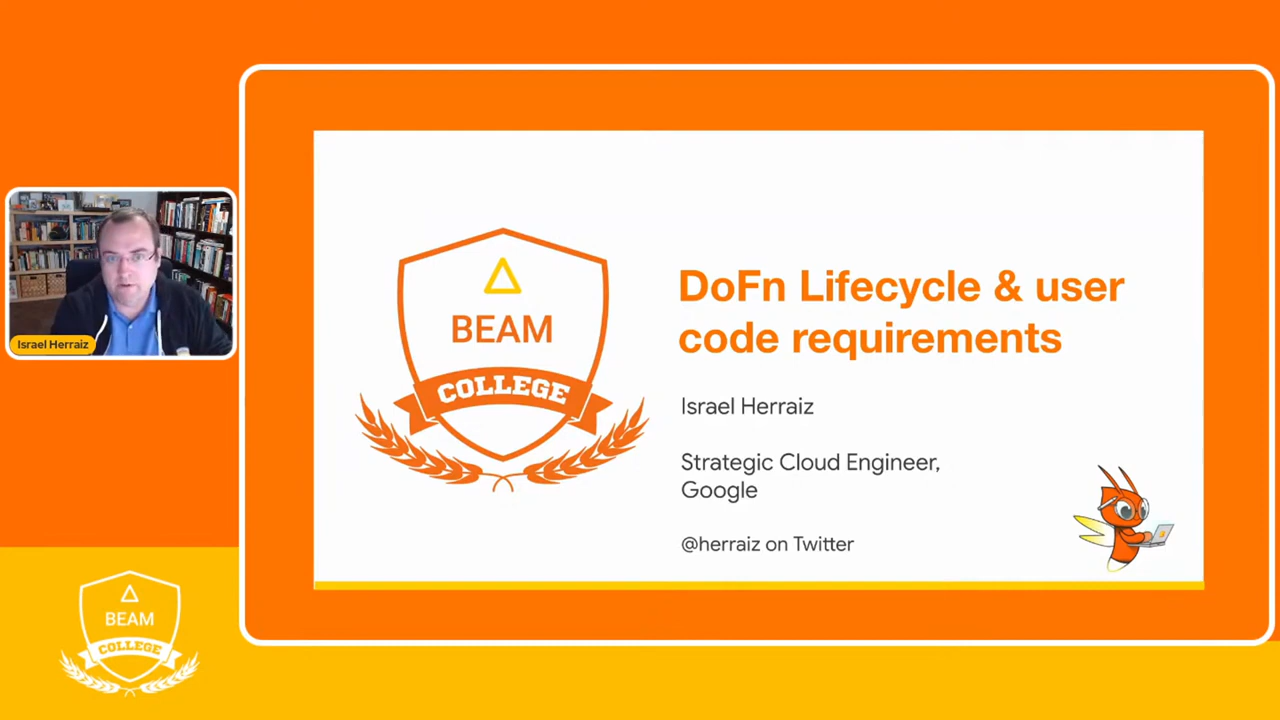 Israel Herraiz
BEAM
COLLEGE
DoFn Lifecycle & user
code requirements
Israel Herraiz
Strategic Cloud Engineer,
Google
@herraiz on Twitter
BEAM
COLLEGE